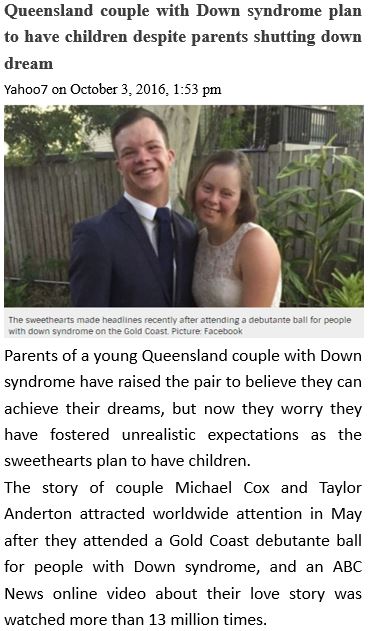 Queensland couple with Down syndrome plan
to have children despite parents shutting down
dream
Yahoo7 on October 3, 2016, 1:53 pm
The sweethearts made headlines recently after attending a debutante ball for people
with down syndrome on the Gold Coast. Picture: Facebook
Parents of a young Queensland couple with Down
syndrome have raised the pair to believe they can
achieve their dreams, but now they worry they
have fostered unrealistic expectations as the
sweethearts plan to have children.
The story of couple Michael Cox and Taylor
Anderton attracted worldwide attention in May
after they attended a Gold Coast debutante ball
for people with Down syndrome, and an ABC
News online video about their love story was
watched more than 13 million times.